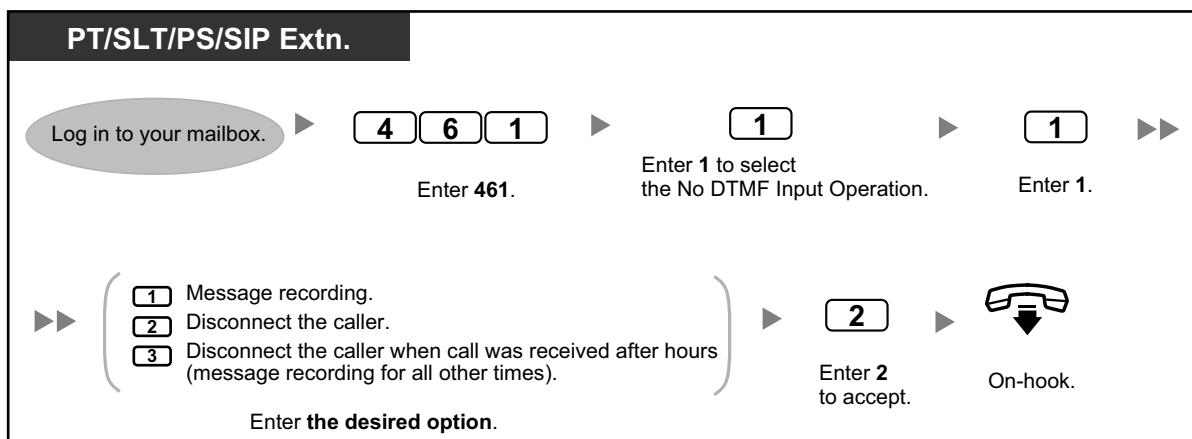 PT/SLT/PS/SIP Extn.
Log in to your mailbox.
4 6 1
Enter 461.
1
Enter 1 to select
the No DTMF Input Operation.
1
Enter 1.
1 Message recording.
2 Disconnect the caller.
3 Disconnect the caller when call was received after hours
(message recording for all other times).
Enter the desired option.
2
Enter 2
to accept.
On-hook.